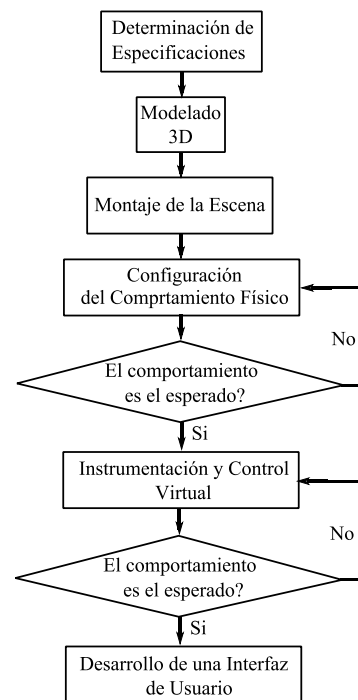 Determinación de
Especificaciones
Modelado
3D
Montaje de la Escena
Configuración
del Comprtamiento Físico
No
El comportamiento
es el esperado?
Si
Instrumentación y Control
Virtual
No
El comportamiento
es el esperado?
Si
Desarrollo de una Interfaz
de Usuario